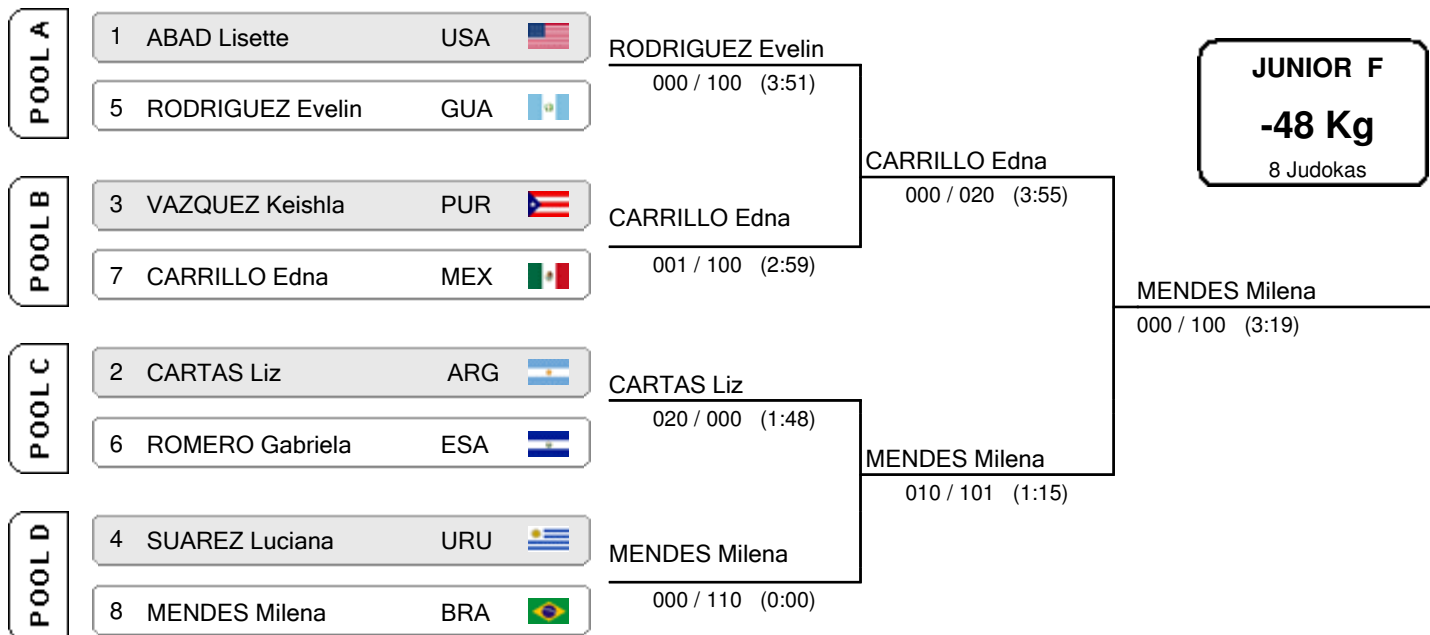 POOL A
1 ABAD Lisette USA
5 RODRIGUEZ Evelin GUA
POOL B
3 VAZQUEZ Keishla PUR
7 CARRILLO Edna MEX
POOL C
2 CARTAS Liz ARG
6 ROMERO Gabriela ESA
POOL D
4 SUAREZ Luciana URU
8 MENDES Milena BRA
RODRIGUEZ Evelin
000 / 100 (3:51)
CARRILLO Edna
001 / 100 (2:59)
CARTAS Liz
020 / 000 (1:48)
MENDES Milena
000 / 110 (0:00)
CARRILLO Edna
000 / 020 (3:55)
MENDES Milena
010 / 101 (1:15)
MENDES Milena
000 / 100 (3:19)
JUNIOR F
-48 Kg
8 Judokas